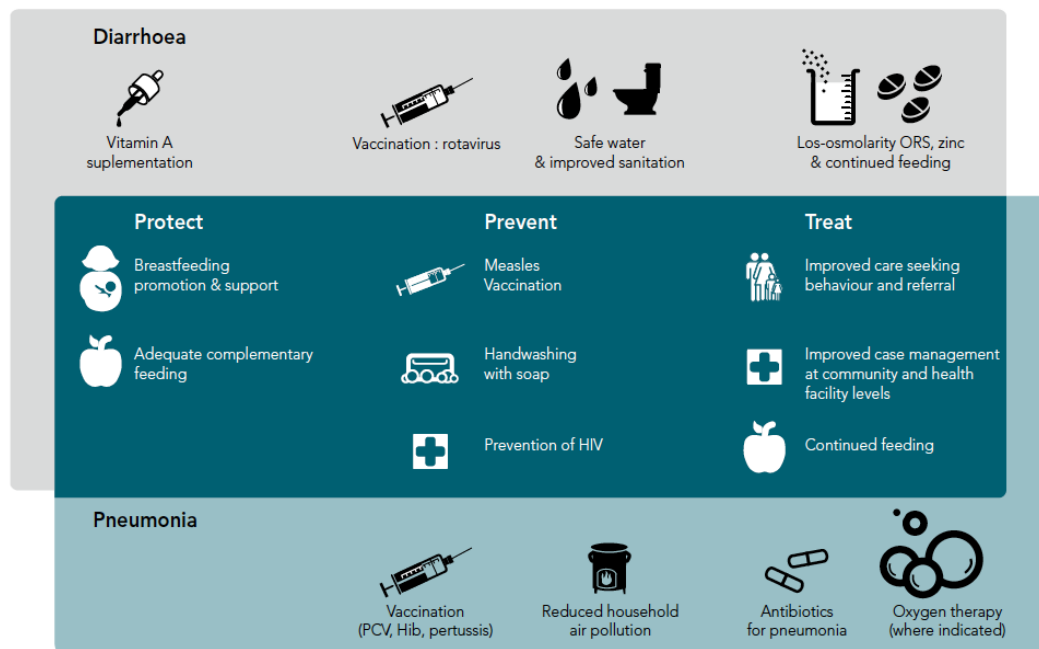 Diarrhoea
Vitamin A
suplementation
Vaccination : rotavirus
Safe water
& improved sanitation
Los-osmolarity ORS, zinc
& continued feeding
Protect
Breastfeeding
promotion & support
Adequate complementary
feeding
Prevent
Measles
Vaccination
Handwashing
with soap
Prevention of HIV
Treat
Improved care seeking
behaviour and referral
Improved case management
at community and health
facility levels
Continued feeding
Pneumonia
Vaccination
(PCV, Hib, pertussis)
Reduced household
air pollution
Antibiotics
for pneumonia
Oxygen therapy
(where indicated)